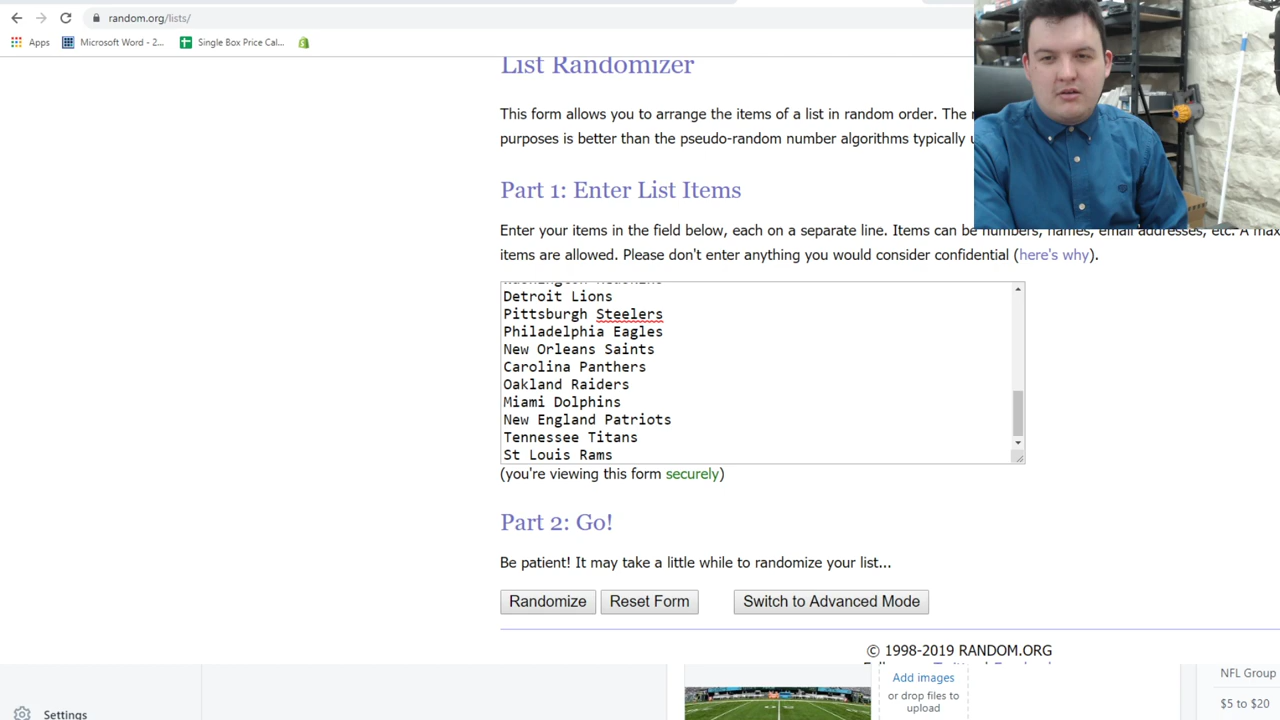 random.org/lists/
Apps
Microsoft Word - 2...
Single Box Price Cal...
List Randomizer
This form allows you to arrange the items of a list in random order. The
purposes is better than the pseudo-random number algorithms typically
Part 1: Enter List Items
Enter your items in the field below, each on a separate line. Items can be numbers, names, email addresses, etc. A max
items are allowed. Please don't enter anything you would consider confidential (here's why).
Detroit Lions
Pittsburgh Steelers
Philadelphia Eagles
New Orleans Saints
Carolina Panthers
Oakland Raiders
Miami Dolphins
New England Patriots
Tennessee Titans
St Louis Rams
(you're viewing this form securely)
Part 2: Go!
Be patient! It may take a little while to randomize your list...
Randomize
Reset Form
Switch to Advanced Mode
© 1998-2019 RANDOM.ORG
Add images
or drop files to
upload
NFL Group
$5 to $20
Settings